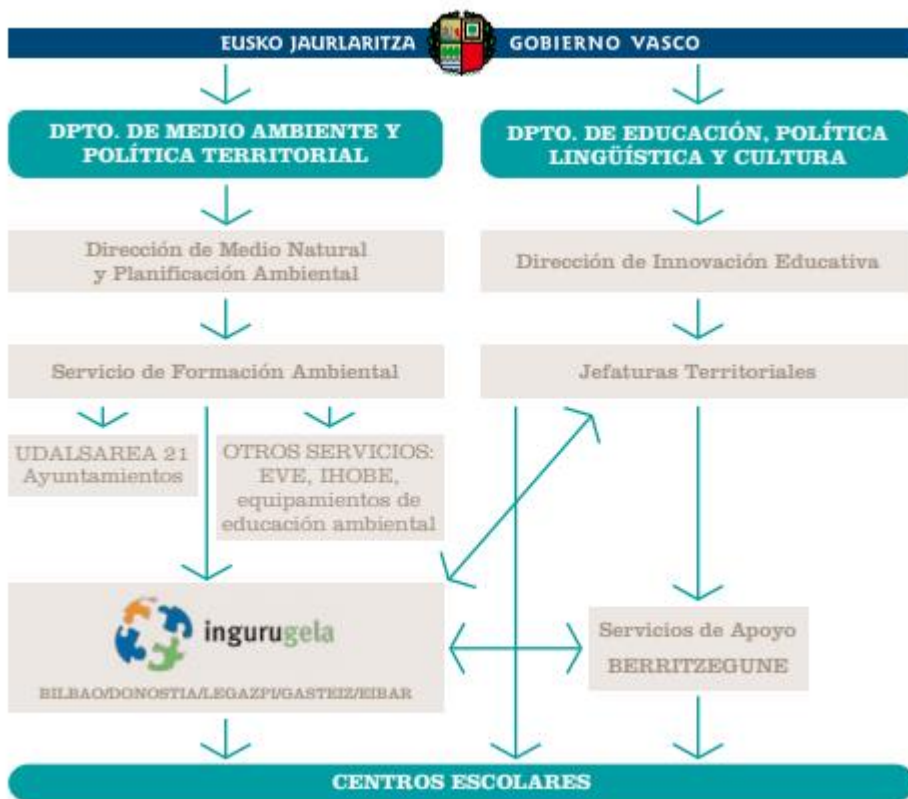 EUSKO JAURLARITZA
GOBIERNO VASCO
DPTO. DE MEDIO AMBIENTE Y
POLÍTICA TERRITORIAL
DPTO. DE EDUCACIÓN, POLÍTICA
LINGÜÍSTICA Y CULTURA
Dirección de Medio Natural
y Planificación Ambiental
Dirección de Innovación Educativa
Servicio de Formación Ambiental
Jefaturas Territoriales
UDALSAREA 21
Ayuntamientos
OTROS SERVICIOS:
EVE, IHOBE,
equipamientos de
educación ambiental
ingurugela
BILBAO/DONOSTIA/LEGAZPI/GASTEIZ/EIBAR
Servicios de Apoyo
BERRITZEGUNE
CENTROS ESCOLARES